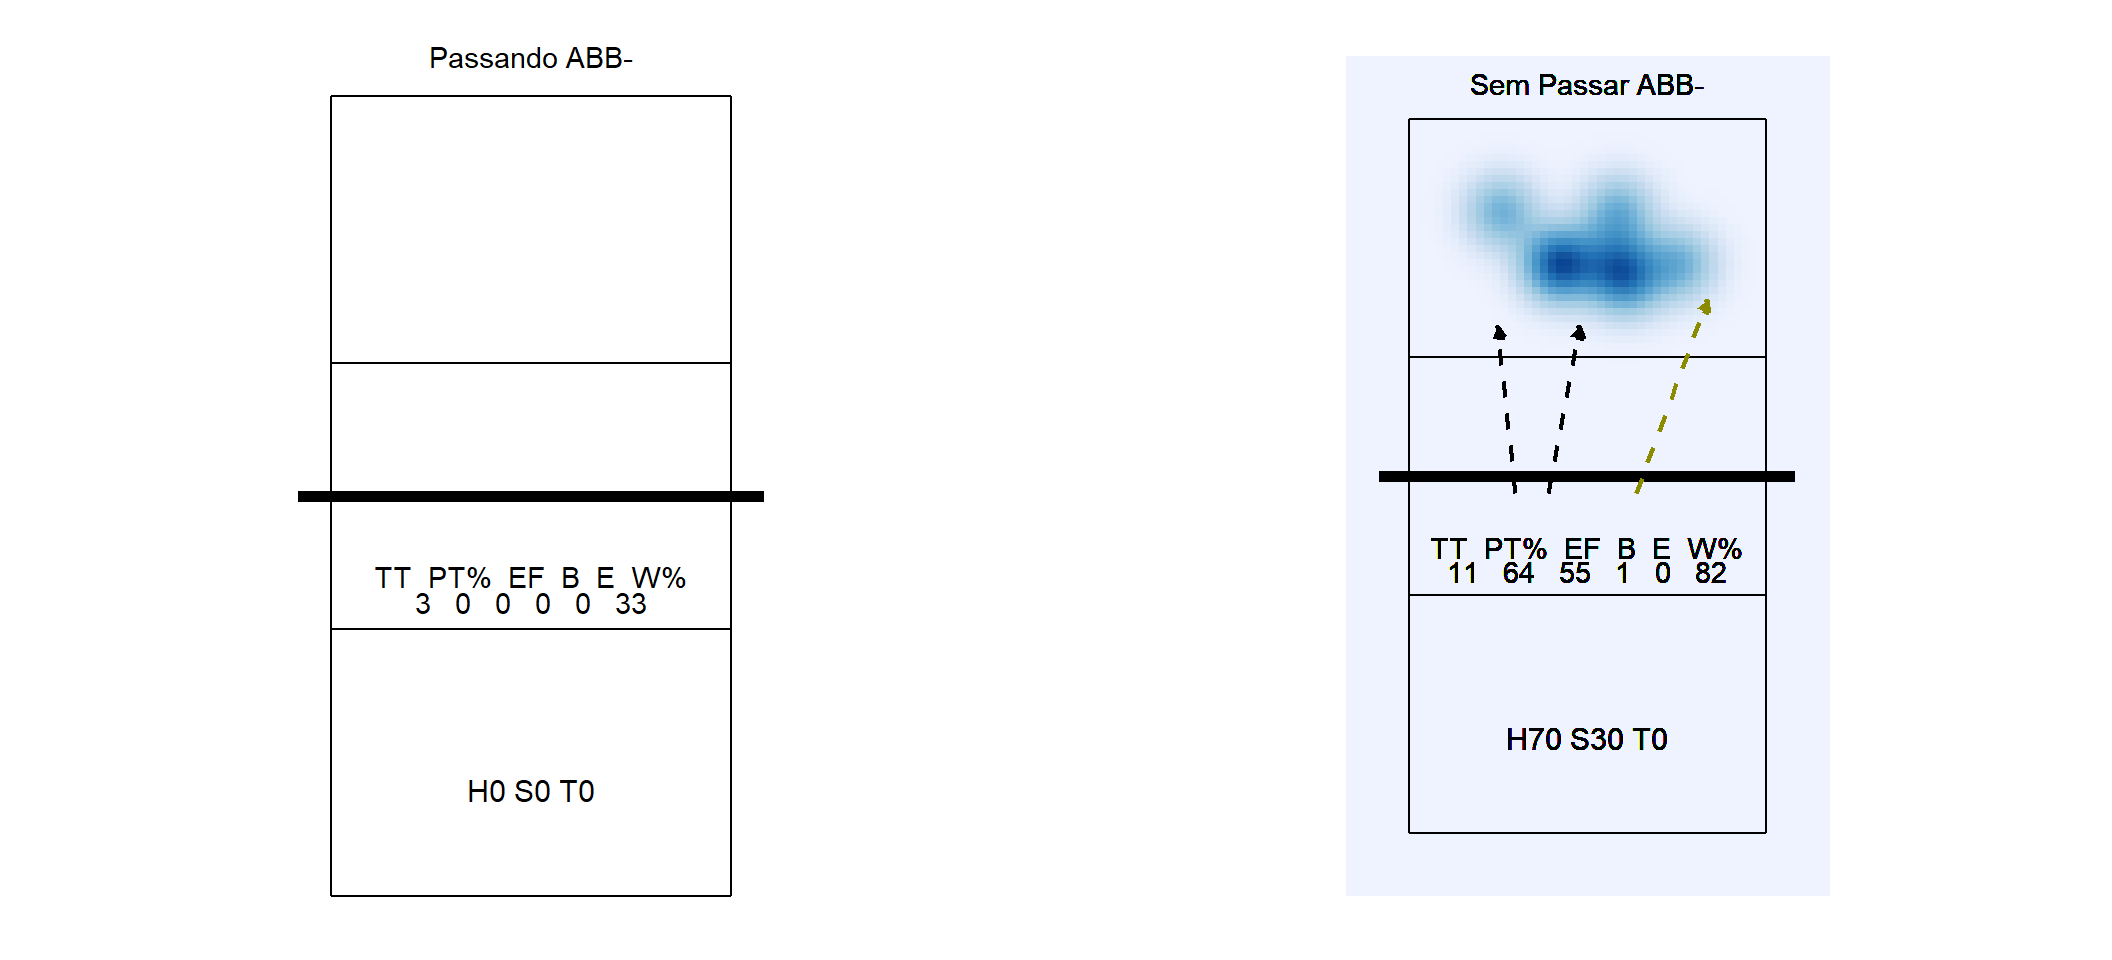 Passando ABB-
TT PT% EF B E W%
3 0 0 0 0 33
H0 S0 T0
Sem Passar ABB-
TT PT% EF B E W%
11 64 55 1 0 82
H70 S30 T0